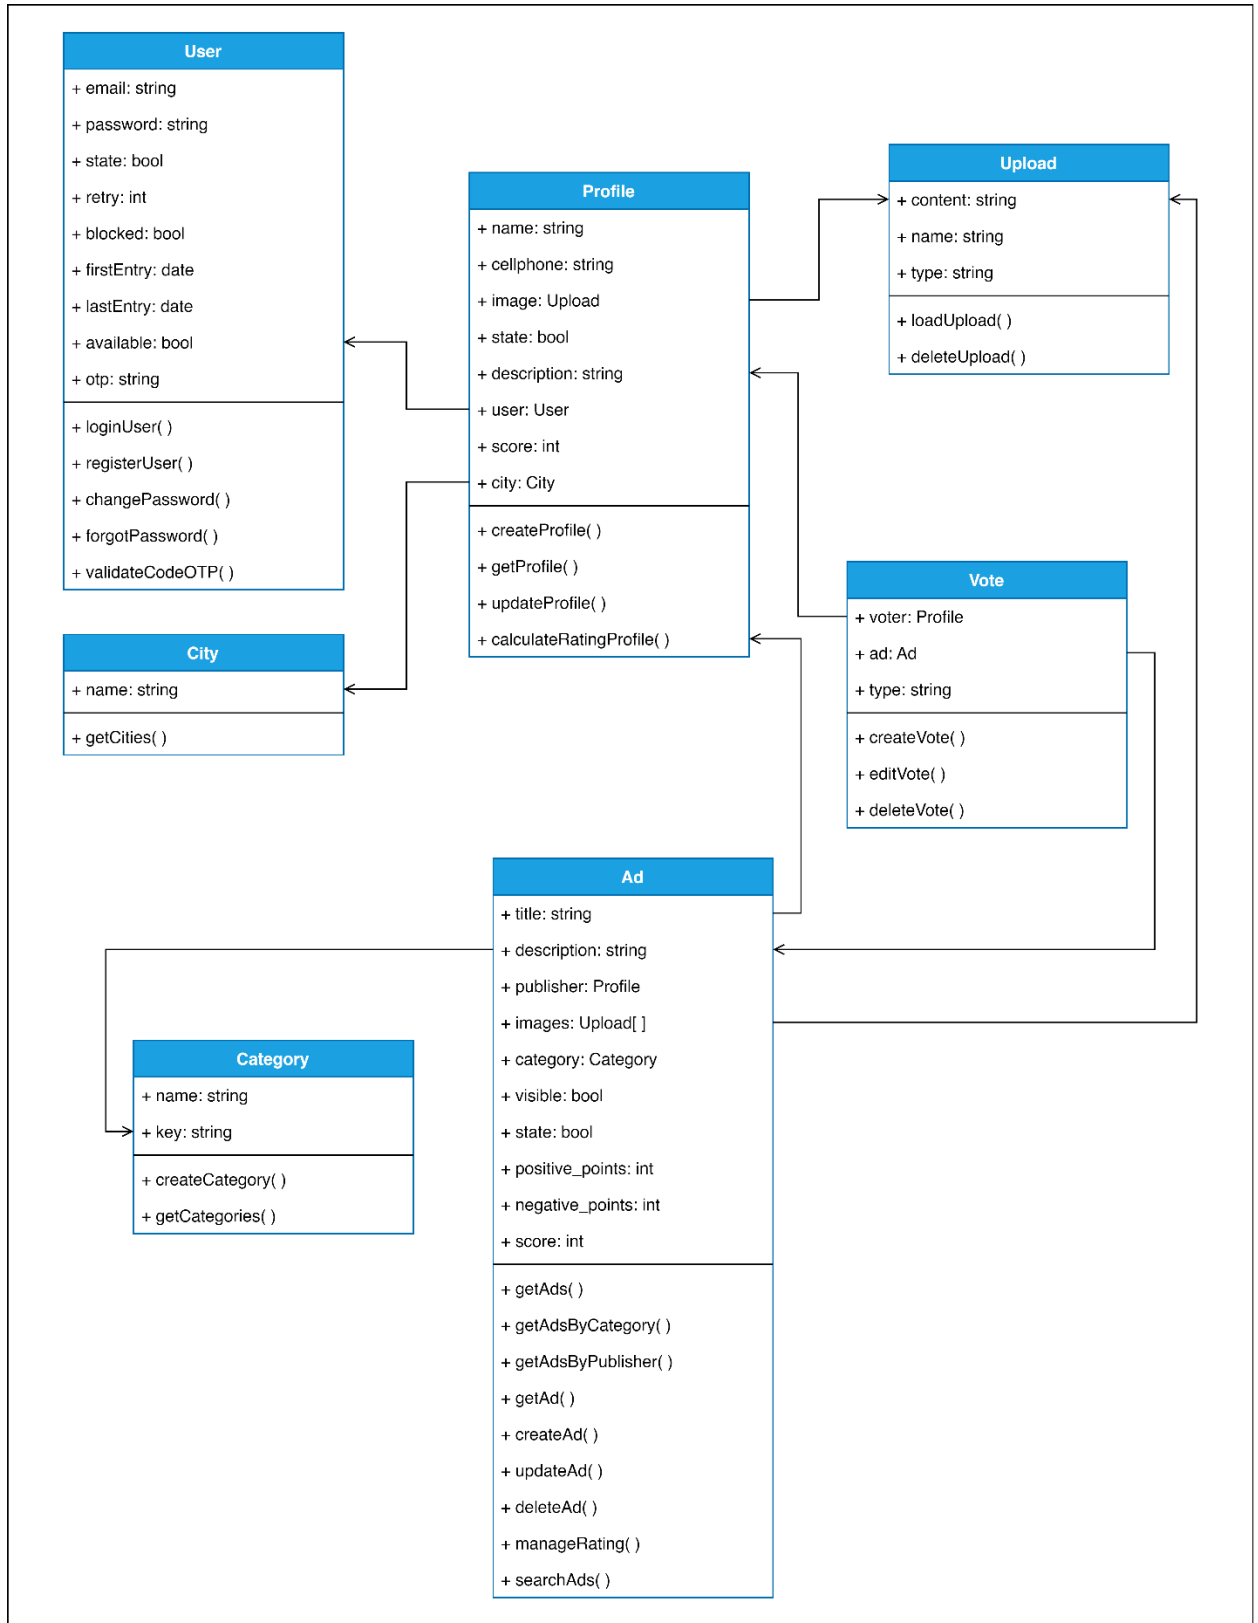 User
+ email: string
+ password: string
+ state: bool
+ retry: int
+ blocked: bool
+ firstEntry: date
+ lastEntry: date
+ available: bool
+ otp: string
+ loginUser( )
+ registerUser( )
+ changePassword( )
+ forgotPassword( )
+ validateCodeOTP( )
Profile
+ name: string
+ cellphone: string
+ image: Upload
+ state: bool
+ description: string
+ user: User
+ score: int
+ city: City
+ createProfile( )
+ getProfile( )
+ updateProfile( )
+ calculateRatingProfile( )
Upload
+ content: string
+ name: string
+ type: string
+ loadUpload( )
+ deleteUpload( )
City
+ name: string
+ getCities( )
Vote
+ voter: Profile
+ ad: Ad
+ type: string
+ createVote( )
+ editVote( )
+ deleteVote( )
Ad
+ title: string
+ description: string
+ publisher: Profile
+ images: Upload[ ]
+ category: Category
+ visible: bool
+ state: bool
+ positive_points: int
+ negative_points: int
+ score: int
+ getAds( )
+ getAdsByCategory( )
+ getAdsByPublisher( )
+ getAd( )
+ createAd( )
+ updateAd( )
+ deleteAd( )
+ manageRating( )
+ searchAds( )
Category
+ name: string
+ key: string
+ createCategory( )
+ getCategories( )